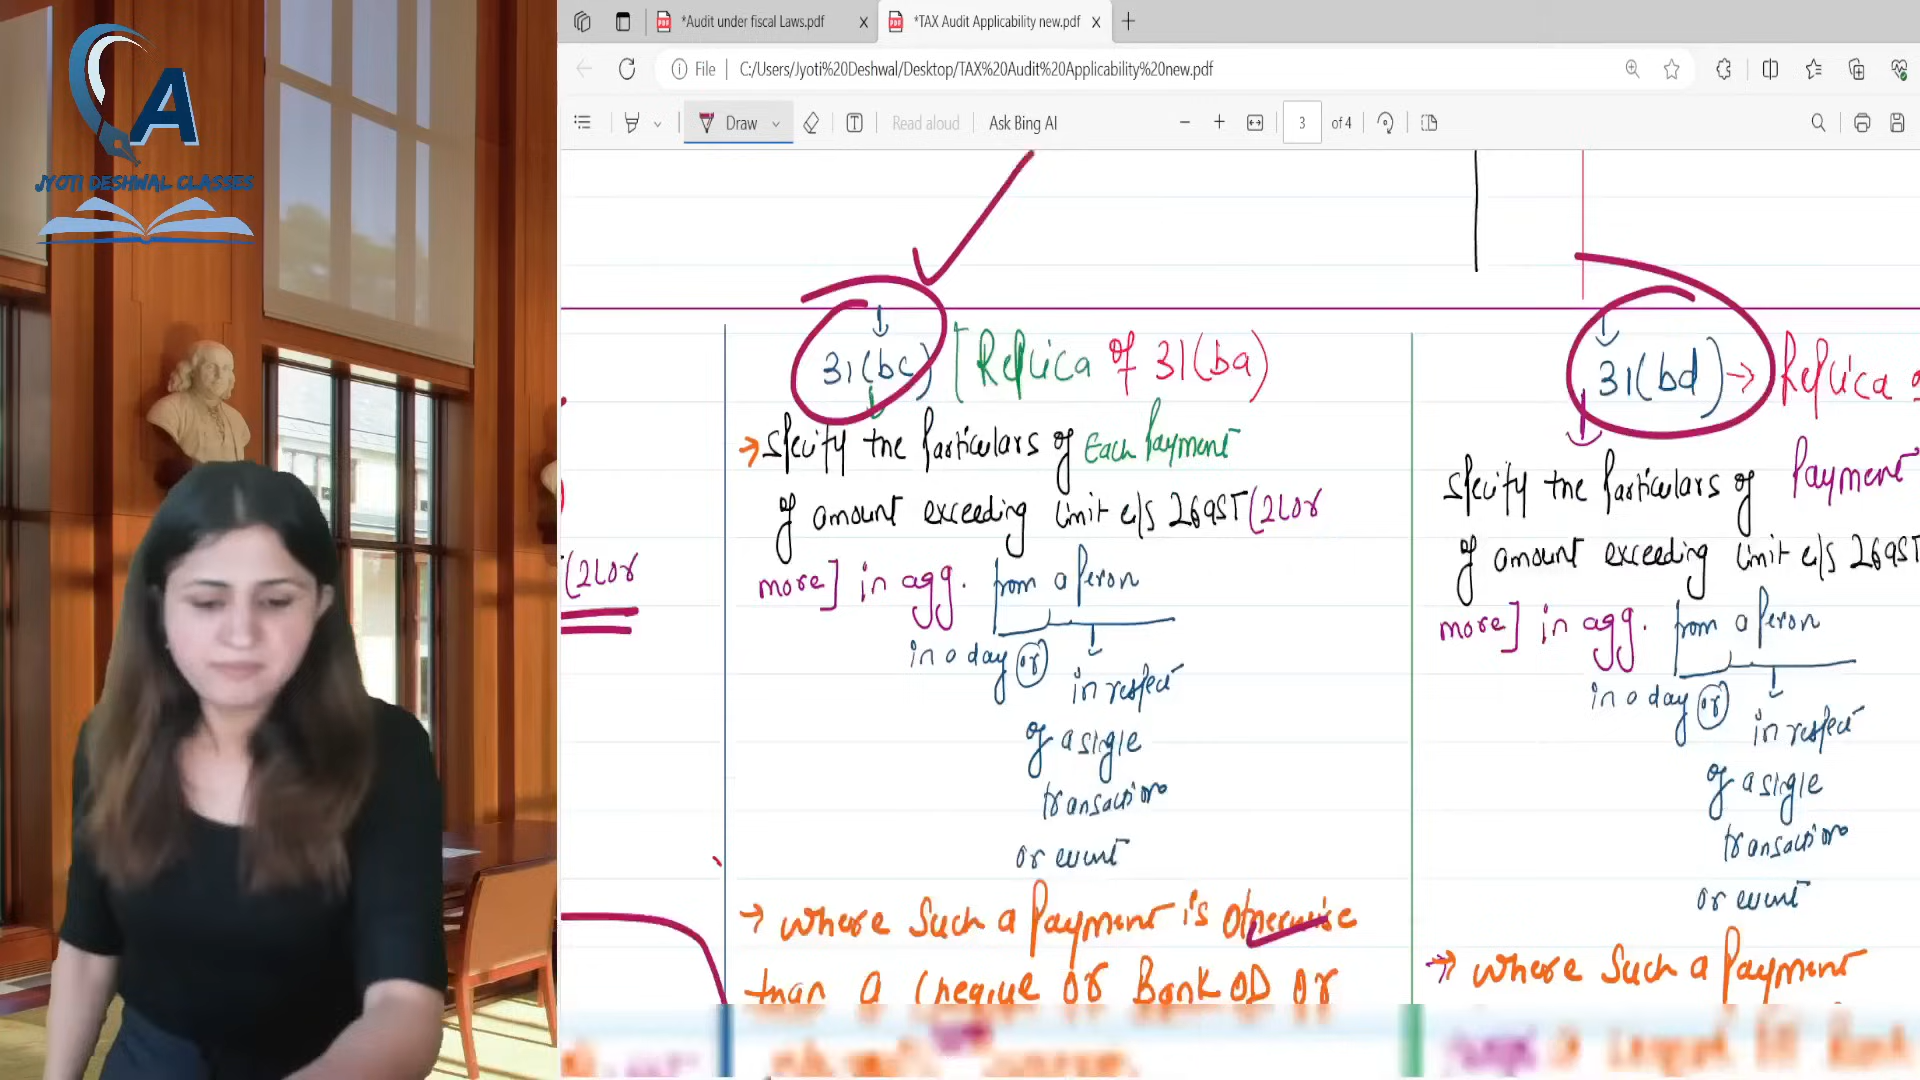 *Audit under fiscal Laws.pdf
*TAX Audit Applicability new.pdf
File C:/Users/Jyoti%20Deshwal/Desktop/TAX%20Audit%20Applicability%20new.pdf
Draw Read aloud Ask Bing AI 3 of 4
A
JYOTI DESHWAL CLASSES
31(bc) [Replica of 31(ba)
→ Specify the Particulars of Each Payment
of amount exceeding limit u/s 269ST (2L or
more] in agg. from a Person
in a day or
in respect
of a single
transaction
or event
→ where Such a Payment is otherwise
than a Cheque or Bank OD or
(2L or
31(bd) → Replica
Specify the Particulars of Payment
of amount exceeding limit u/s 269ST
more] in agg. from a Person
in a day or
in respect
of a single
transaction
or event
→ where Such a Payment